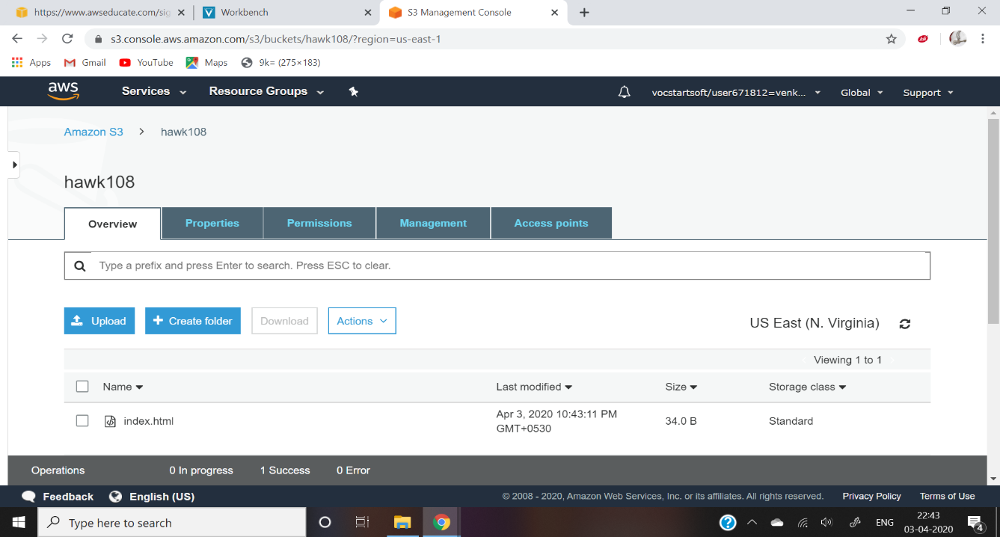 https://www.awseducate.com/sig
Workbench
S3 Management Console
s3.console.aws.amazon.com/s3/buckets/hawk108/?region=us-east-1
Apps
Gmail
YouTube
Maps
9k= (275×183)
aws
Services
Resource Groups
vocstartsoft/user671812=venk...
Global
Support
Amazon S3 > hawk108
hawk108
Overview
Properties
Permissions
Management
Access points
Type a prefix and press Enter to search. Press ESC to clear.
Upload
+ Create folder
Download
Actions
US East (N. Virginia)
Viewing 1 to 1
Name
Last modified
Size
Storage class
index.html
Apr 3, 2020 10:43:11 PM
GMT+0530
34.0 B
Standard
Operations
0 In progress
1 Success
0 Error
Feedback
English (US)
© 2008 - 2020, Amazon Web Services, Inc. or its affiliates. All rights reserved.
Privacy Policy
Terms of Use
Type here to search
ENG
22:43
03-04-2020
4